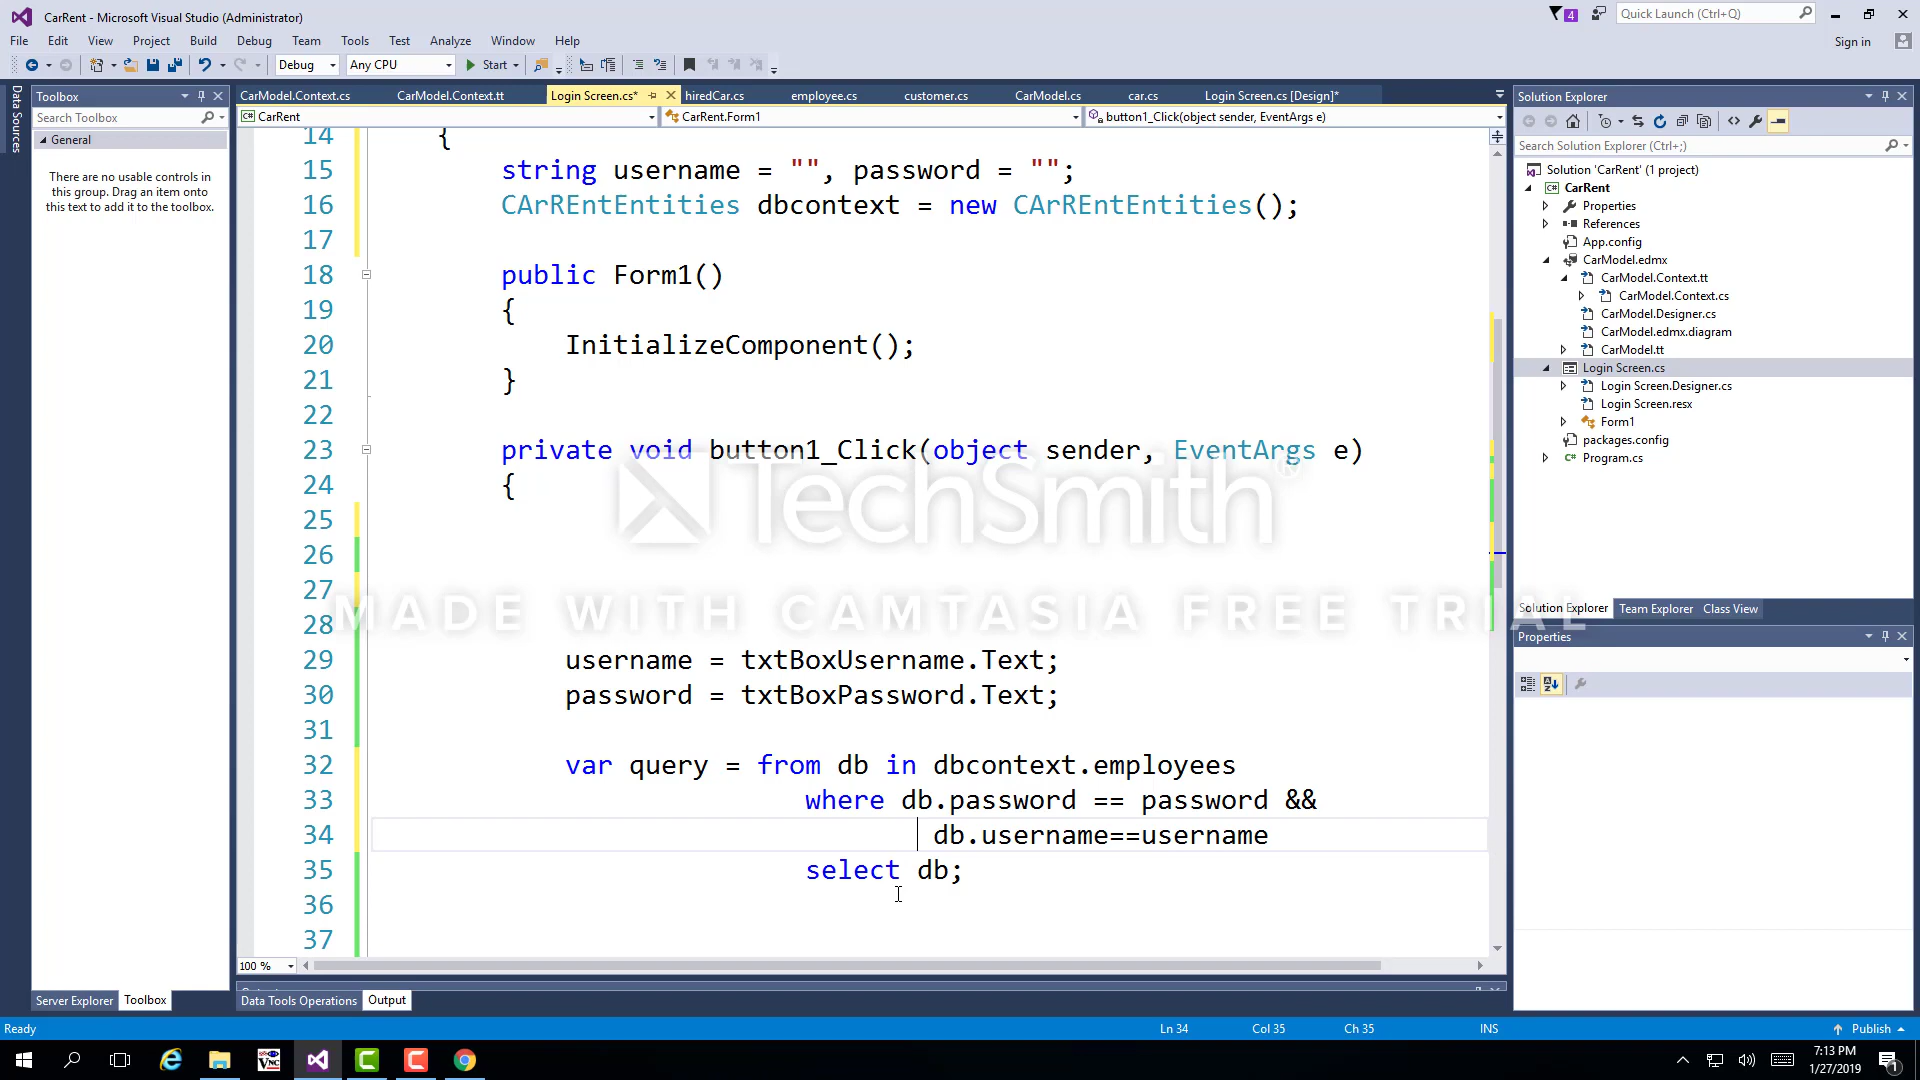 CarRent - Microsoft Visual Studio (Administrator)
4
Quick Launch (Ctrl+Q)
File Edit View Project Build Debug Team Tools Test Analyze Window Help
Sign in
Debug
Any CPU
Start
Data Sources
Toolbox
Search Toolbox
General
There are no usable controls in
this group. Drag an item onto
this text to add it to the toolbox.
Server Explorer
Toolbox
CarModel.Context.cs
CarModel.Context.tt
Login Screen.cs*
hiredCar.cs
employee.cs
customer.cs
CarModel.cs
car.cs
Login Screen.cs [Design]*
CarRent
CarRent.Form1
button1_Click(object sender, EventArgs e)
14 {
15 string username = "", password = "";
16 CArREntEntities dbcontext = new CArREntEntities();
17
18 public Form1()
19 {
20 InitializeComponent();
21 }
22
23 private void button1_Click(object sender, EventArgs e)
24 {
25
26
27
28
29 username = txtBoxUsername.Text;
30 password = txtBoxPassword.Text;
31
32 var query = from db in dbcontext.employees
33 where db.password == password &&
34 db.username==username
35 select db;
36
37
TechSmith®
MADE WITH CAMTASIA FREE TRIAL
100 %
Data Tools Operations
Output
Solution Explorer
Search Solution Explorer (Ctrl+;)
Solution 'CarRent' (1 project)
CarRent
Properties
References
App.config
CarModel.edmx
CarModel.Context.tt
CarModel.Context.cs
CarModel.Designer.cs
CarModel.edmx.diagram
CarModel.tt
Login Screen.cs
Login Screen.Designer.cs
Login Screen.resx
Form1
packages.config
Program.cs
Solution Explorer
Team Explorer
Class View
Properties
Ready
Ln 34
Col 35
Ch 35
INS
Publish
7:13 PM
1/27/2019
1